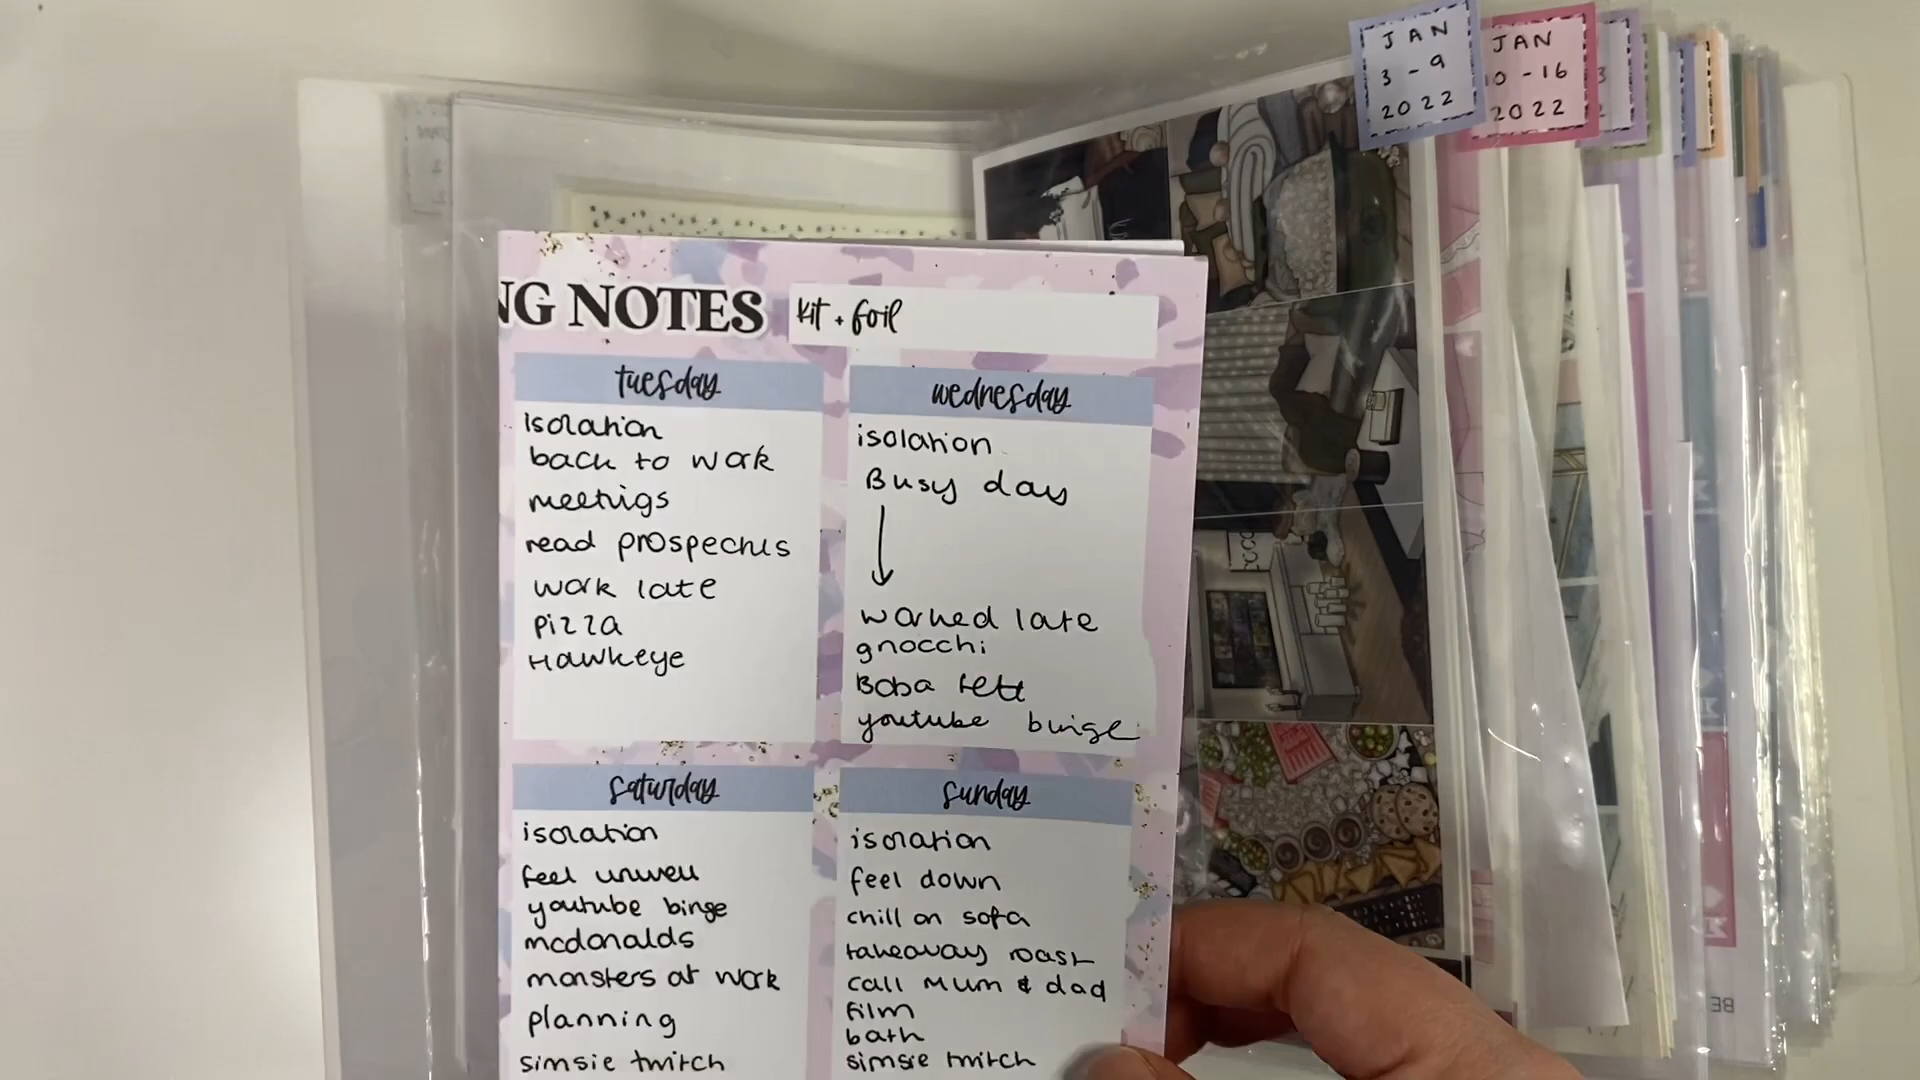 JAN
3 - 9
2022
JAN
10 - 16
2022
NG NOTES
kit + foil
tuesday
isolation
back to work
meetings
read prospectus
work late
pizza
Hawkeye
wednesday
isolation
Busy day
worked late
gnocchi
Boba Fett
youtube binge
saturday
isolation
feel unwell
youtube binge
mcdonalds
monsters at work
planning
simsie twitch
sunday
isolation
feel down
chill on sofa
takeaway roast
call Mum & dad
film
bath
simsie twitch